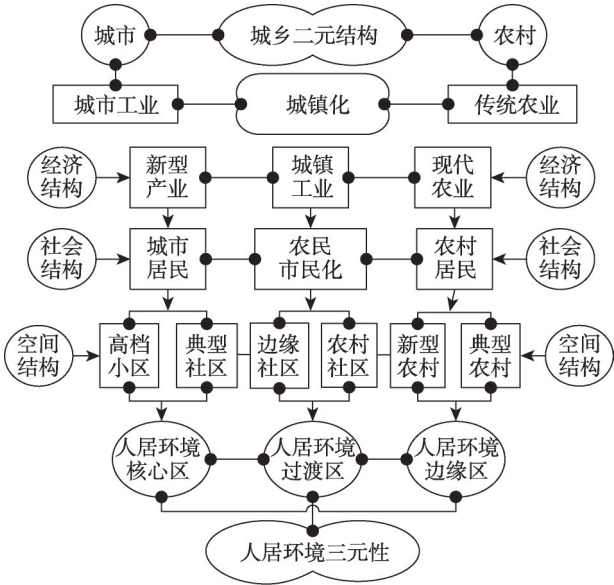 城市
城乡二元结构
农村
城市工业
城镇化
传统农业
经济
结构
新型
产业
城镇
工业
现代
农业
经济
结构
社会
结构
城市
居民
农民
市民化
农村
居民
社会
结构
空间
结构
高档
小区
典型
社区
边缘
社区
农村
社区
新型
农村
典型
农村
空间
结构
人居环境
核心区
人居环境
过渡区
人居环境
边缘区
人居环境三元性